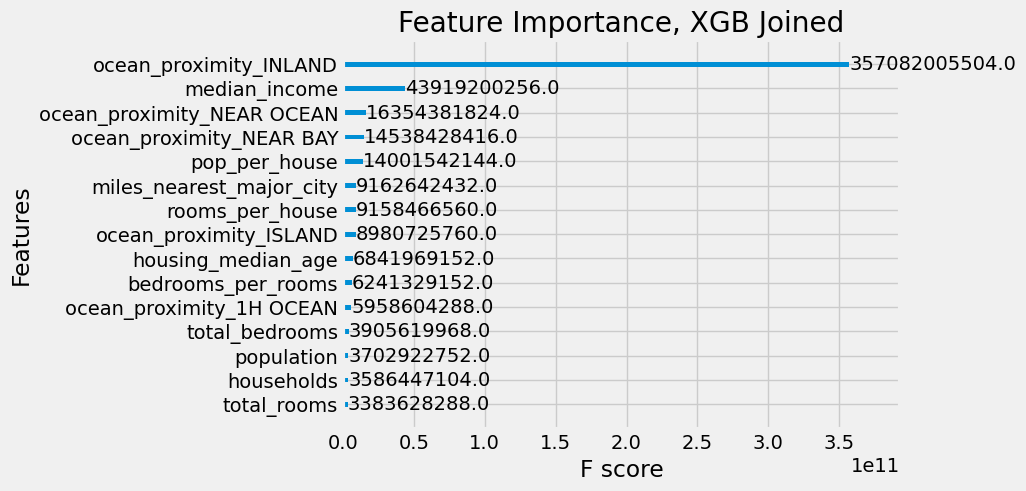 Feature Importance, XGB Joined
Features
ocean_proximity_INLAND 357082005504.0
median_income 43919200256.0
ocean_proximity_NEAR OCEAN 16354381824.0
ocean_proximity_NEAR BAY 14538428416.0
pop_per_house 14001542144.0
miles_nearest_major_city 9162642432.0
rooms_per_house 9158466560.0
ocean_proximity_ISLAND 8980725760.0
housing_median_age 6841969152.0
bedrooms_per_rooms 6241329152.0
ocean_proximity_1H OCEAN 5958604288.0
total_bedrooms 3905619968.0
population 3702922752.0
households 3586447104.0
total_rooms 3383628288.0
0.0 0.5 1.0 1.5 2.0 2.5 3.0 3.5
1e11
F score